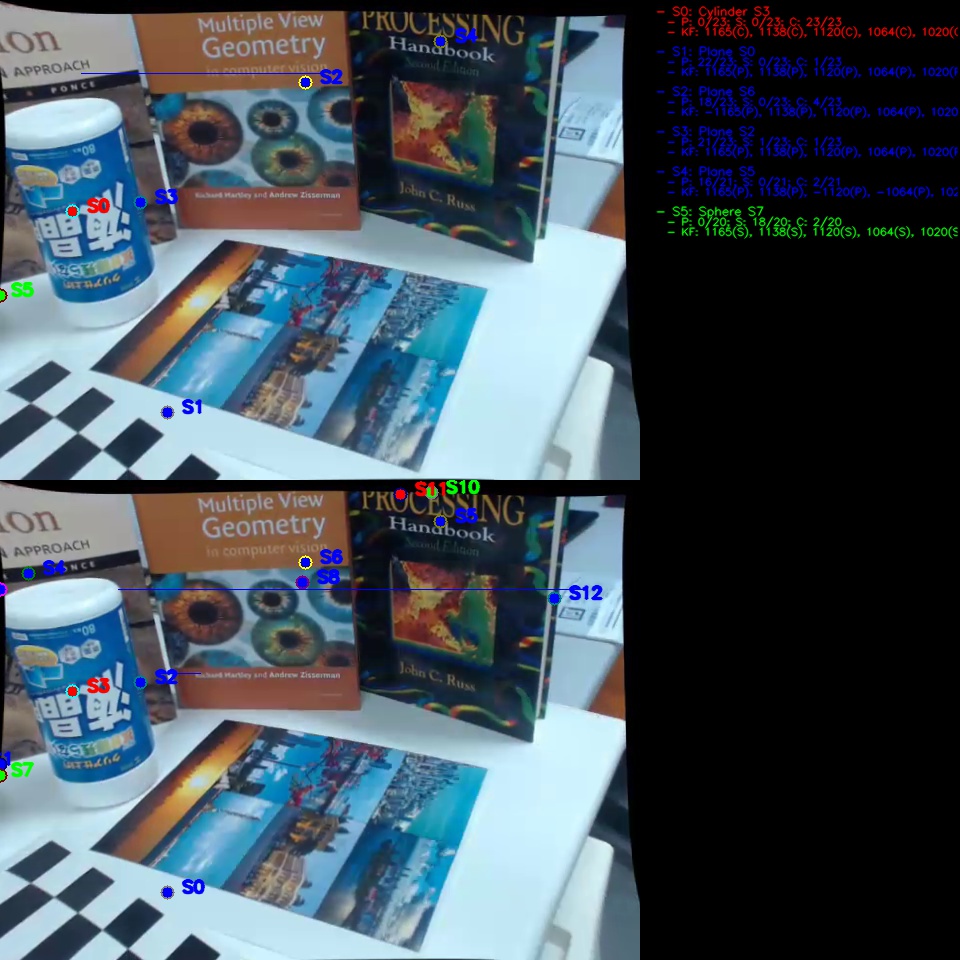 ion
A APPROACH
PONCE
Multiple View
Geometry
in computer vision
Richard Hartley and Andrew Zisserman
PROCESSING
Handbook
Second Edition
John C. Russ
S4
S2
S3
S0
S5
S1
- S0: Cylinder S3
- P: 0/23; S: 0/23; C: 23/23
- KF: 1165(C), 1138(C), 1120(C), 1064(C), 1020(
- S1: Plane S0
- P: 22/23; S: 0/23; C: 1/23
- KF: 1165(P), 1138(P), 1120(P), 1064(P), 1020(
- S2: Plane S6
- P: 18/23; S: 0/23; C: 4/23
- KF: -1165(P), 1138(P), 1120(P), 1064(P), 1020
- S3: Plane S2
- P: 21/23; S: 1/23; C: 1/23
- KF: 1165(P), 1138(P), 1120(P), 1064(P), 1020(
- S4: Plane S5
- P: 16/21; S: 0/21; C: 2/21
- KF: 1165(P), 1138(P), -1120(P), -1064(P), 102
- S5: Sphere S7
- P: 0/20; S: 18/20; C: 2/20
- KF: 1165(S), 1138(S), 1120(S), 1064(S), 1020(S
ion
A APPROACH
PONCE
Multiple View
Geometry
in computer vision
Richard Hartley and Andrew Zisserman
PROCESSING
Handbook
Second Edition
John C. Russ
S11
S10
S5
S6
S8
S4
S12
S2
S3
S7
S0